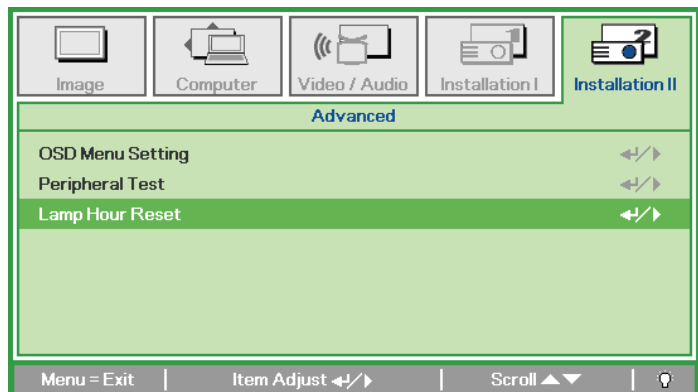 Image Computer Video / Audio Installation I Installation II
Advanced
OSD Menu Setting
Peripheral Test
Lamp Hour Reset
Menu = Exit Item Adjust Scroll